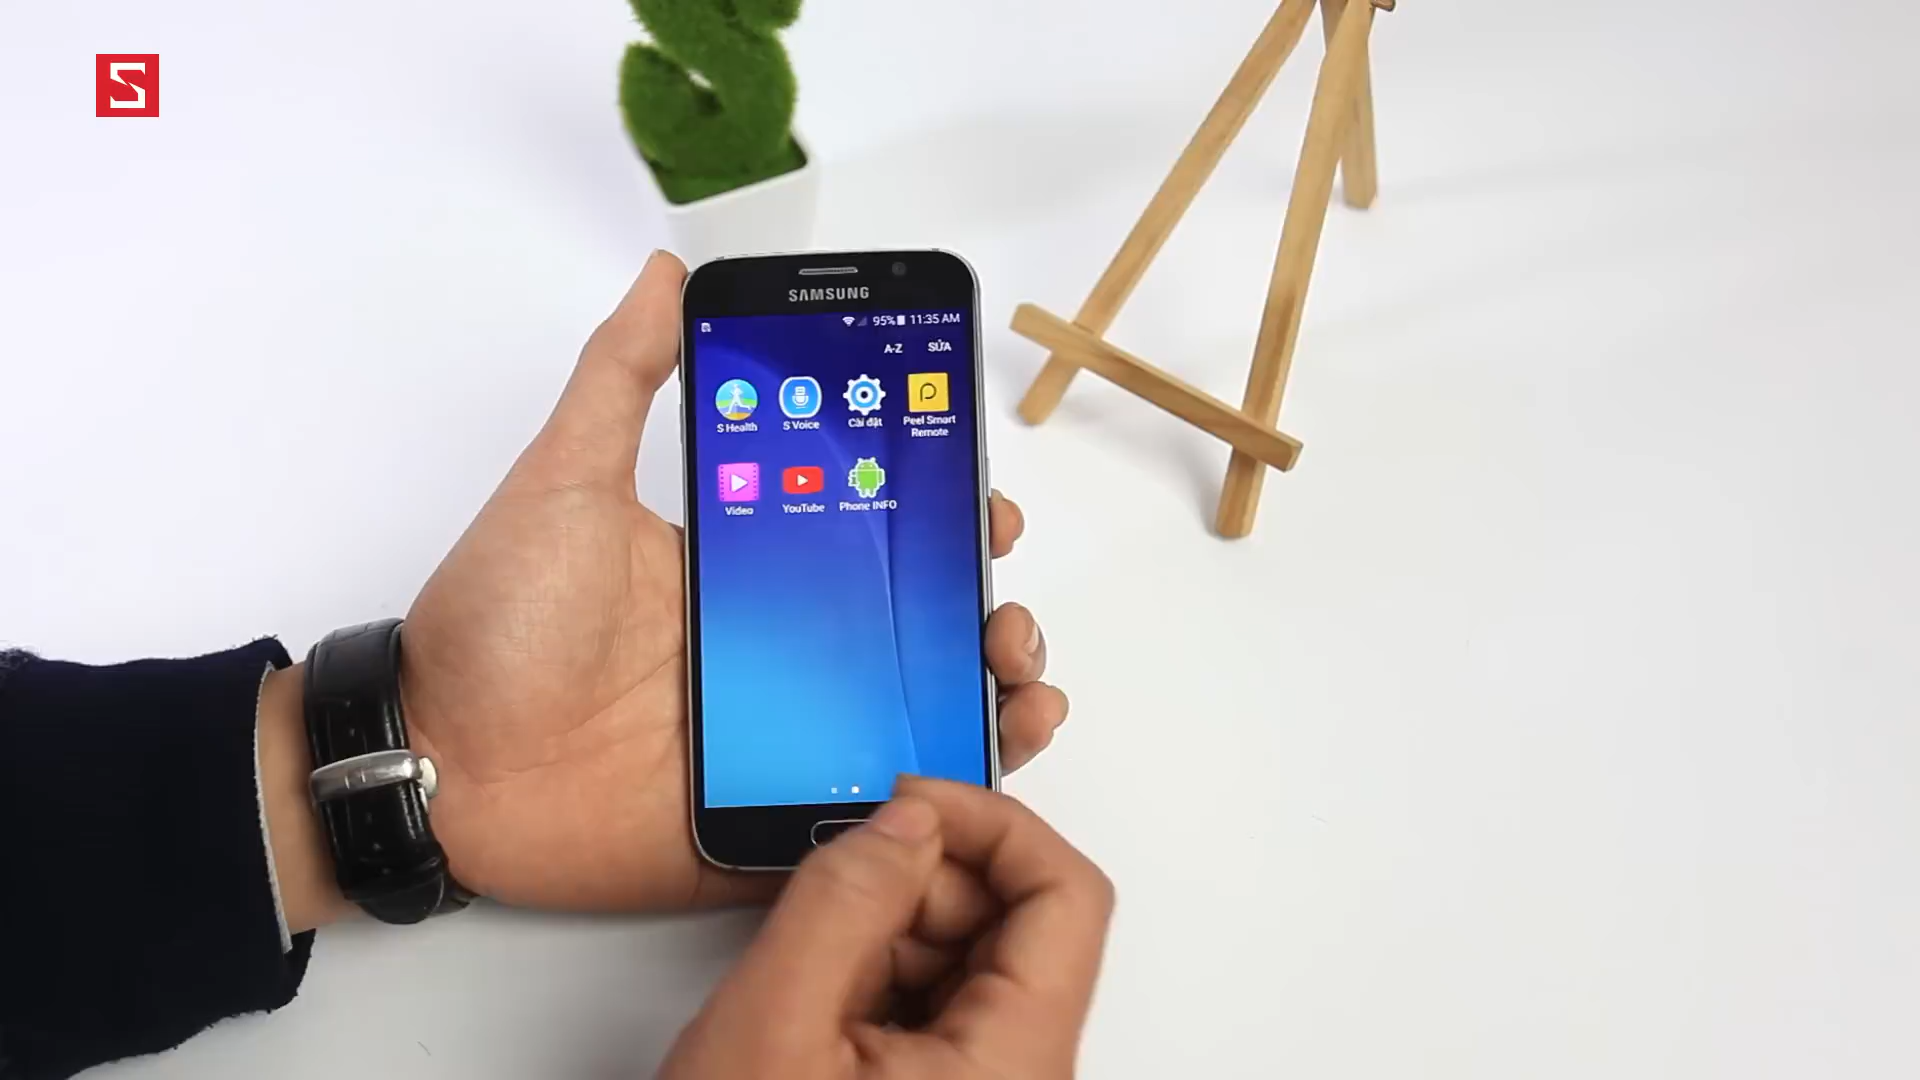 S
SAMSUNG
95% 11:35 AM
A-Z SỬA
S Health
S Voice
Cài đặt
Peel Smart
Remote
Video
YouTube
Phone INFO